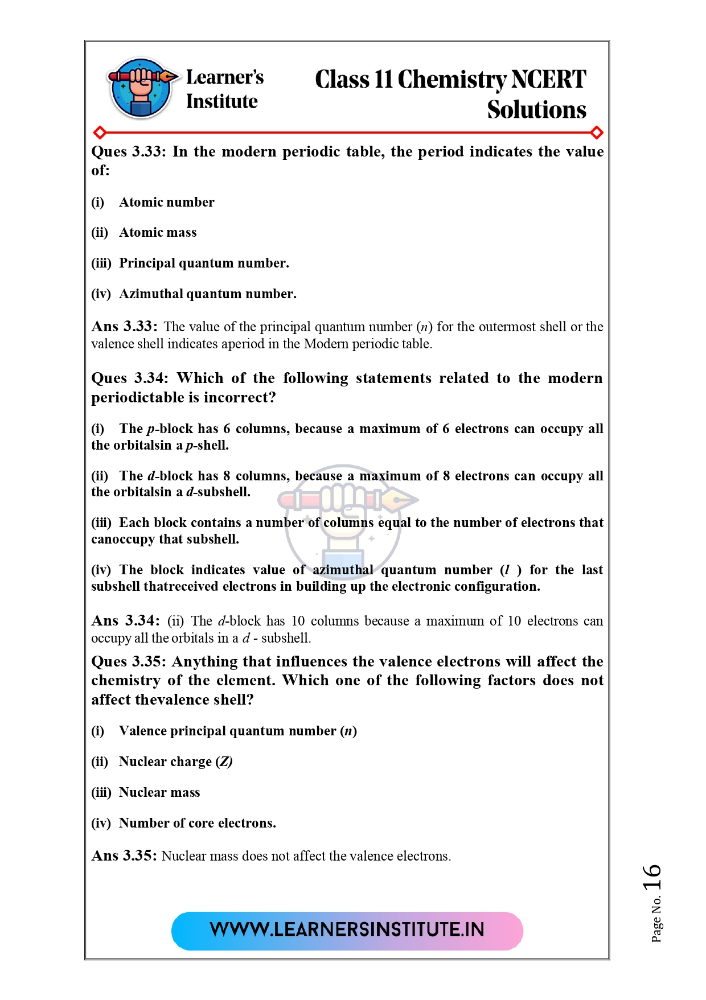 Learner's
Institute
Class 11 Chemistry NCERT
Solutions
Ques 3.33: In the modern periodic table, the period indicates the value
of:
(i) Atomic number
(ii) Atomic mass
(iii) Principal quantum number.
(iv) Azimuthal quantum number.
Ans 3.33: The value of the principal quantum number (n) for the outermost shell or the
valence shell indicates aperiod in the Modern periodic table.
Ques 3.34: Which of the following statements related to the modern
periodictable is incorrect?
(i) The p-block has 6 columns, because a maximum of 6 electrons can occupy all
the orbitalsin a p-shell.
(ii) The d-block has 8 columns, because a maximum of 8 electrons can occupy all
the orbitalsin a d-subshell.
(iii) Each block contains a number of columns equal to the number of electrons that
canoccupy that subshell.
(iv) The block indicates value of azimuthal quantum number (l ) for the last
subshell thatreceived electrons in building up the electronic configuration.
Ans 3.34: (ii) The d-block has 10 columns because a maximum of 10 electrons can
occupy all the orbitals in a d - subshell.
Ques 3.35: Anything that influences the valence electrons will affect the
chemistry of the element. Which one of the following factors does not
affect thevalence shell?
(i) Valence principal quantum number (n)
(ii) Nuclear charge (Z)
(iii) Nuclear mass
(iv) Number of core electrons.
Ans 3.35: Nuclear mass does not affect the valence electrons.
Page No. 16
WWW.LEARNERSINSTITUTE.IN